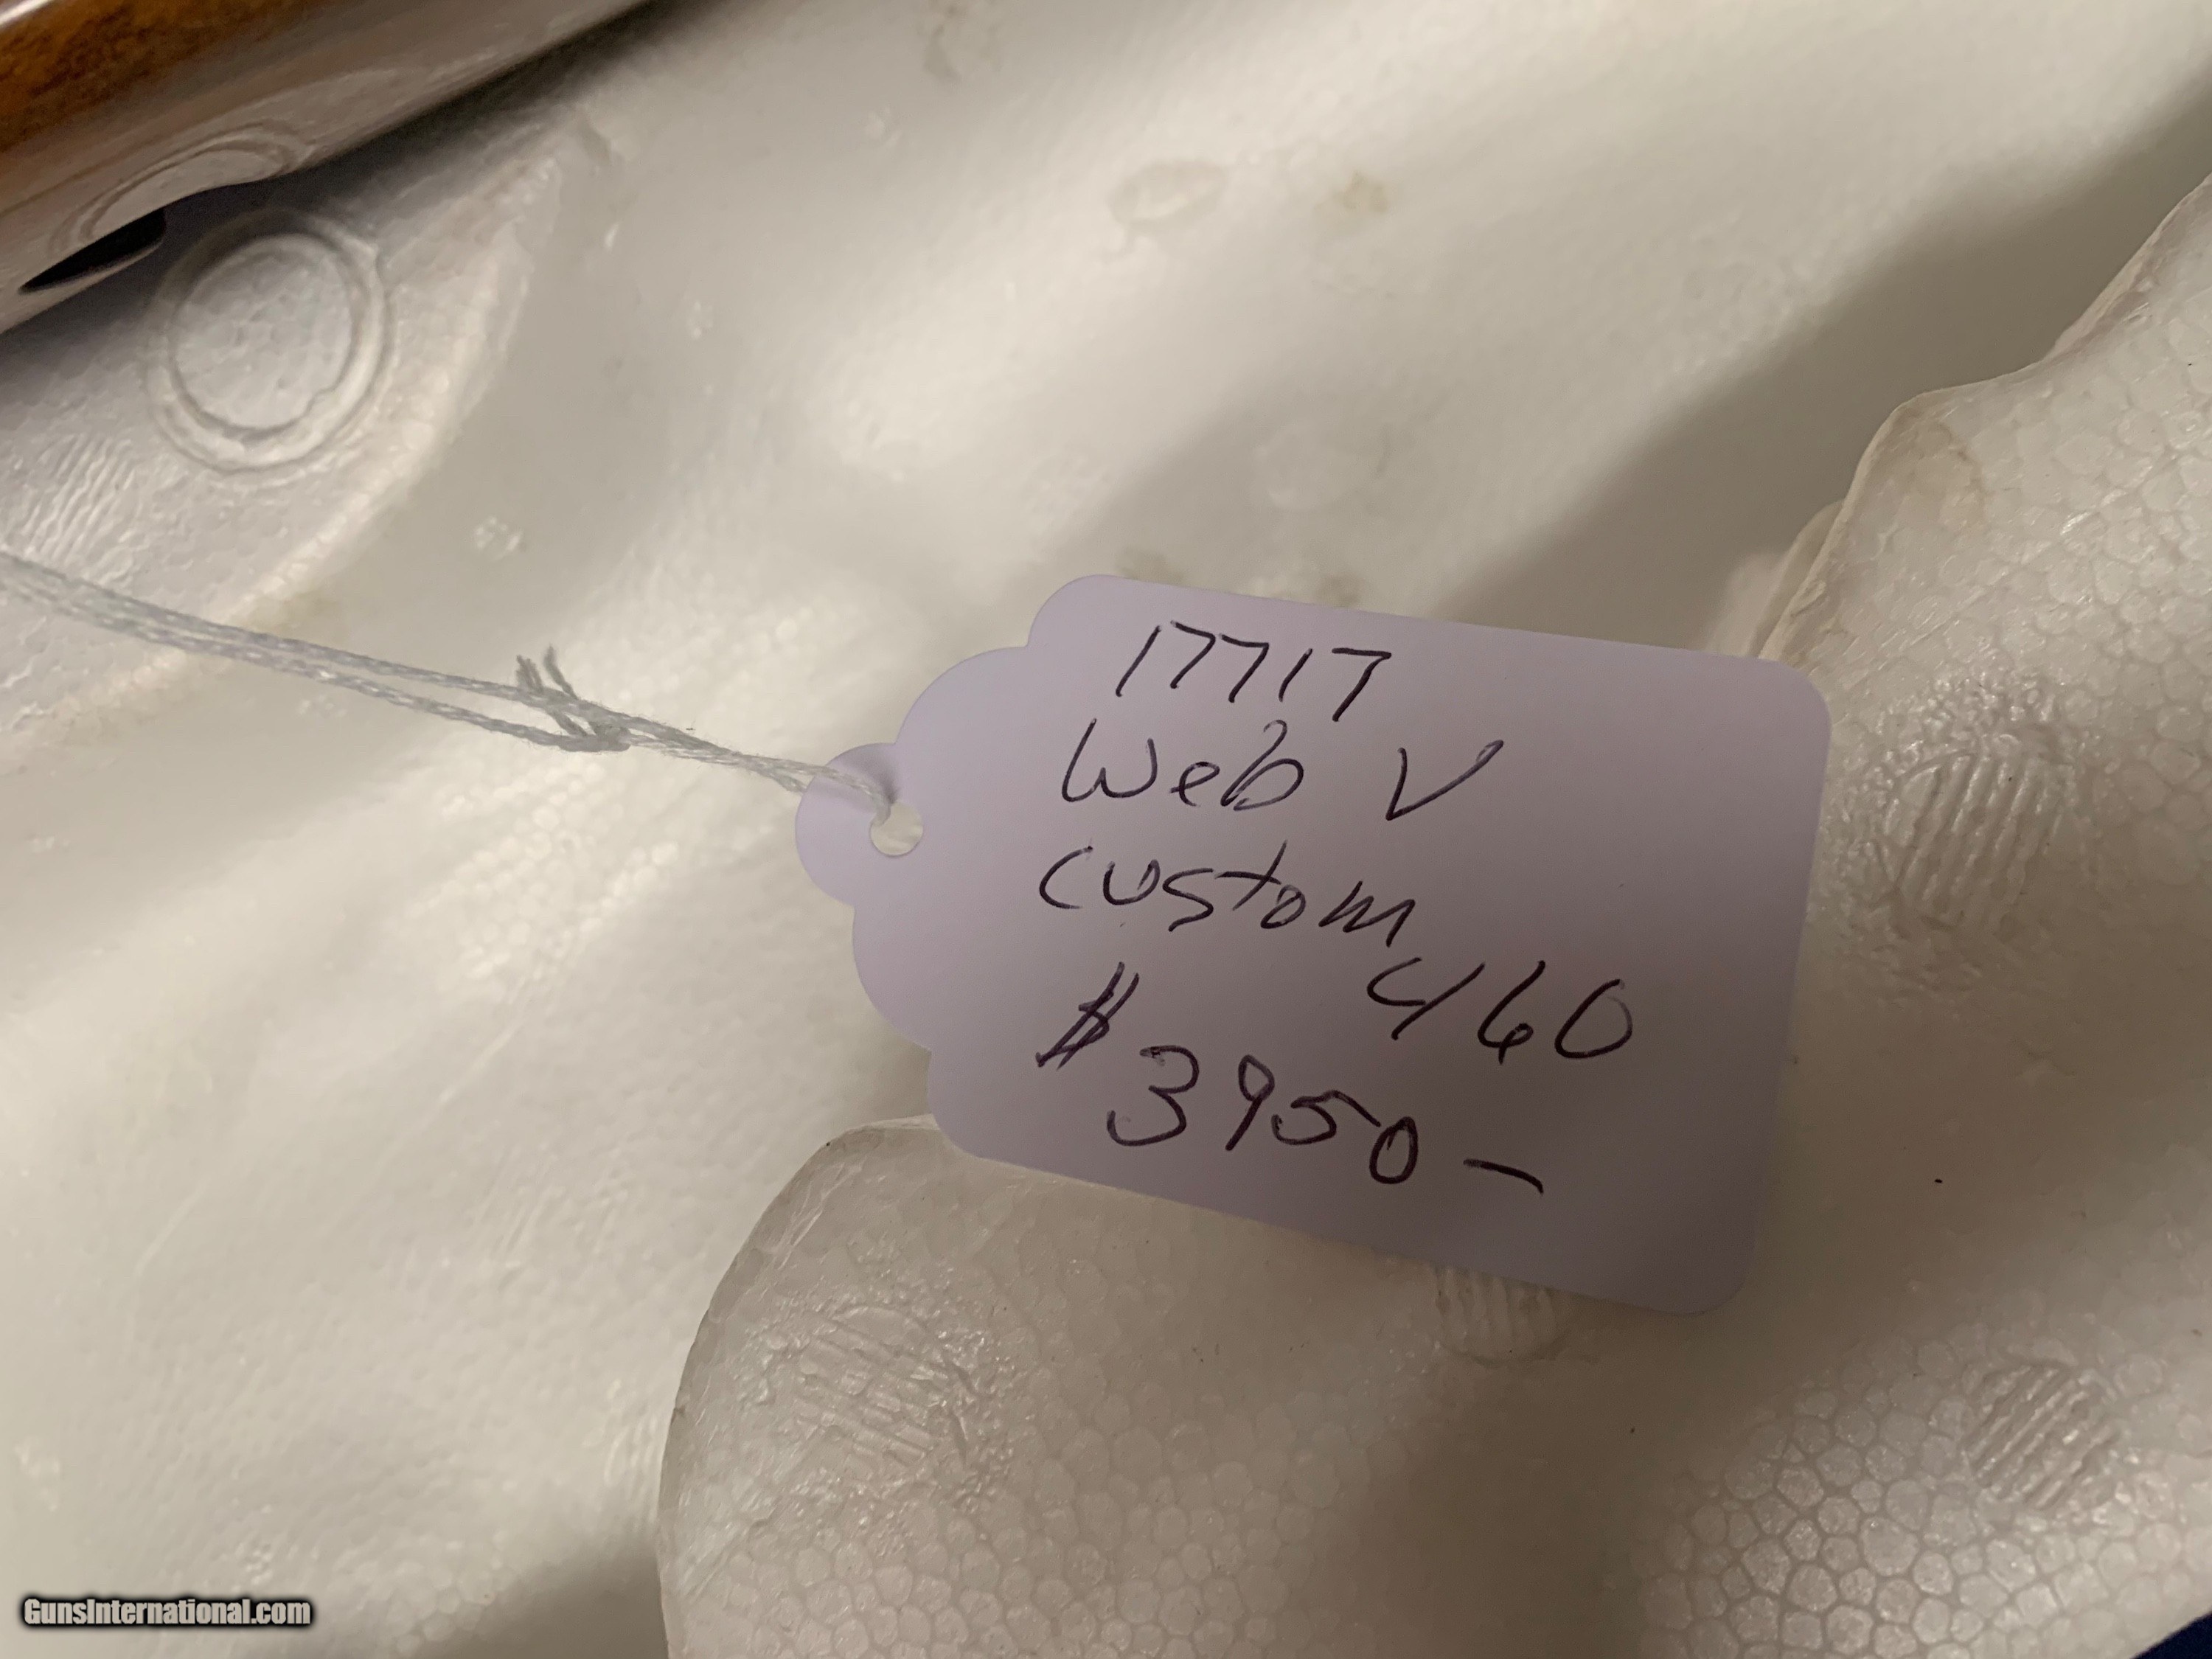 17717
Web V
Custom
460
$3950-
GunsInternational.com